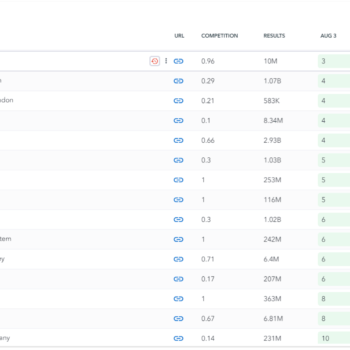 URL COMPETITION RESULTS AUG 3
0.96 10M 3
0.29 1.07B 4
ndon 0.21 583K 4
0.1 8.34M 4
0.66 2.93B 4
0.3 1.03B 5
1 253M 5
1 116M 5
0.3 1.02B 6
tem 1 242M 6
0.71 6.4M 6
0.17 207M 6
1 363M 8
0.67 6.81M 8
any 0.14 231M 10